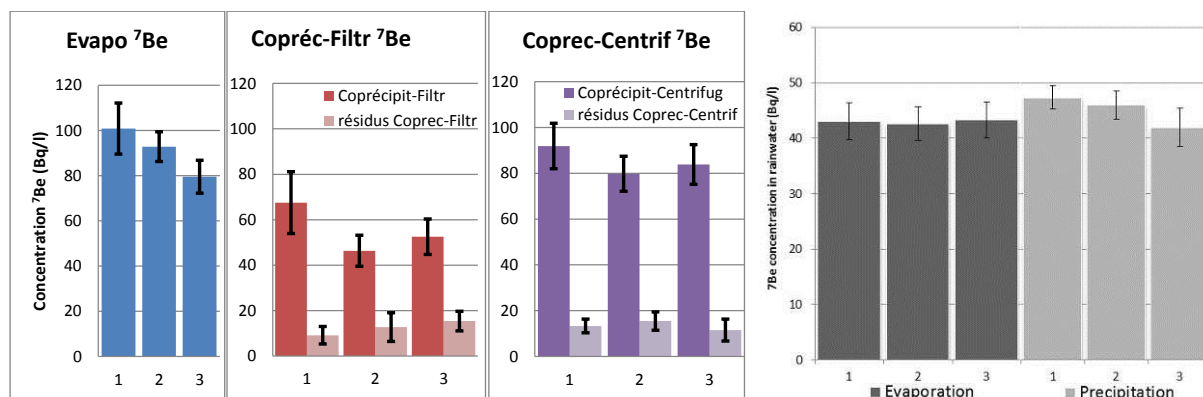 Evapo ⁷Be
Concentration ⁷Be (Bq/l)
120
100
80
60
40
20
0
1 2 3
Copréc-Filtr ⁷Be
Coprécipit-Filtr
résidus Coprec-Filtr
120
100
80
60
40
20
0
1 2 3
Coprec-Centrif ⁷Be
Coprécipit-Centrifug
résidus Coprec-Centrif
120
100
80
60
40
20
0
1 2 3
7Be concentration in rainwater (Bq/l)
60
50
40
30
20
10
0
1 2 3 1 2 3
Evaporation Precipitation